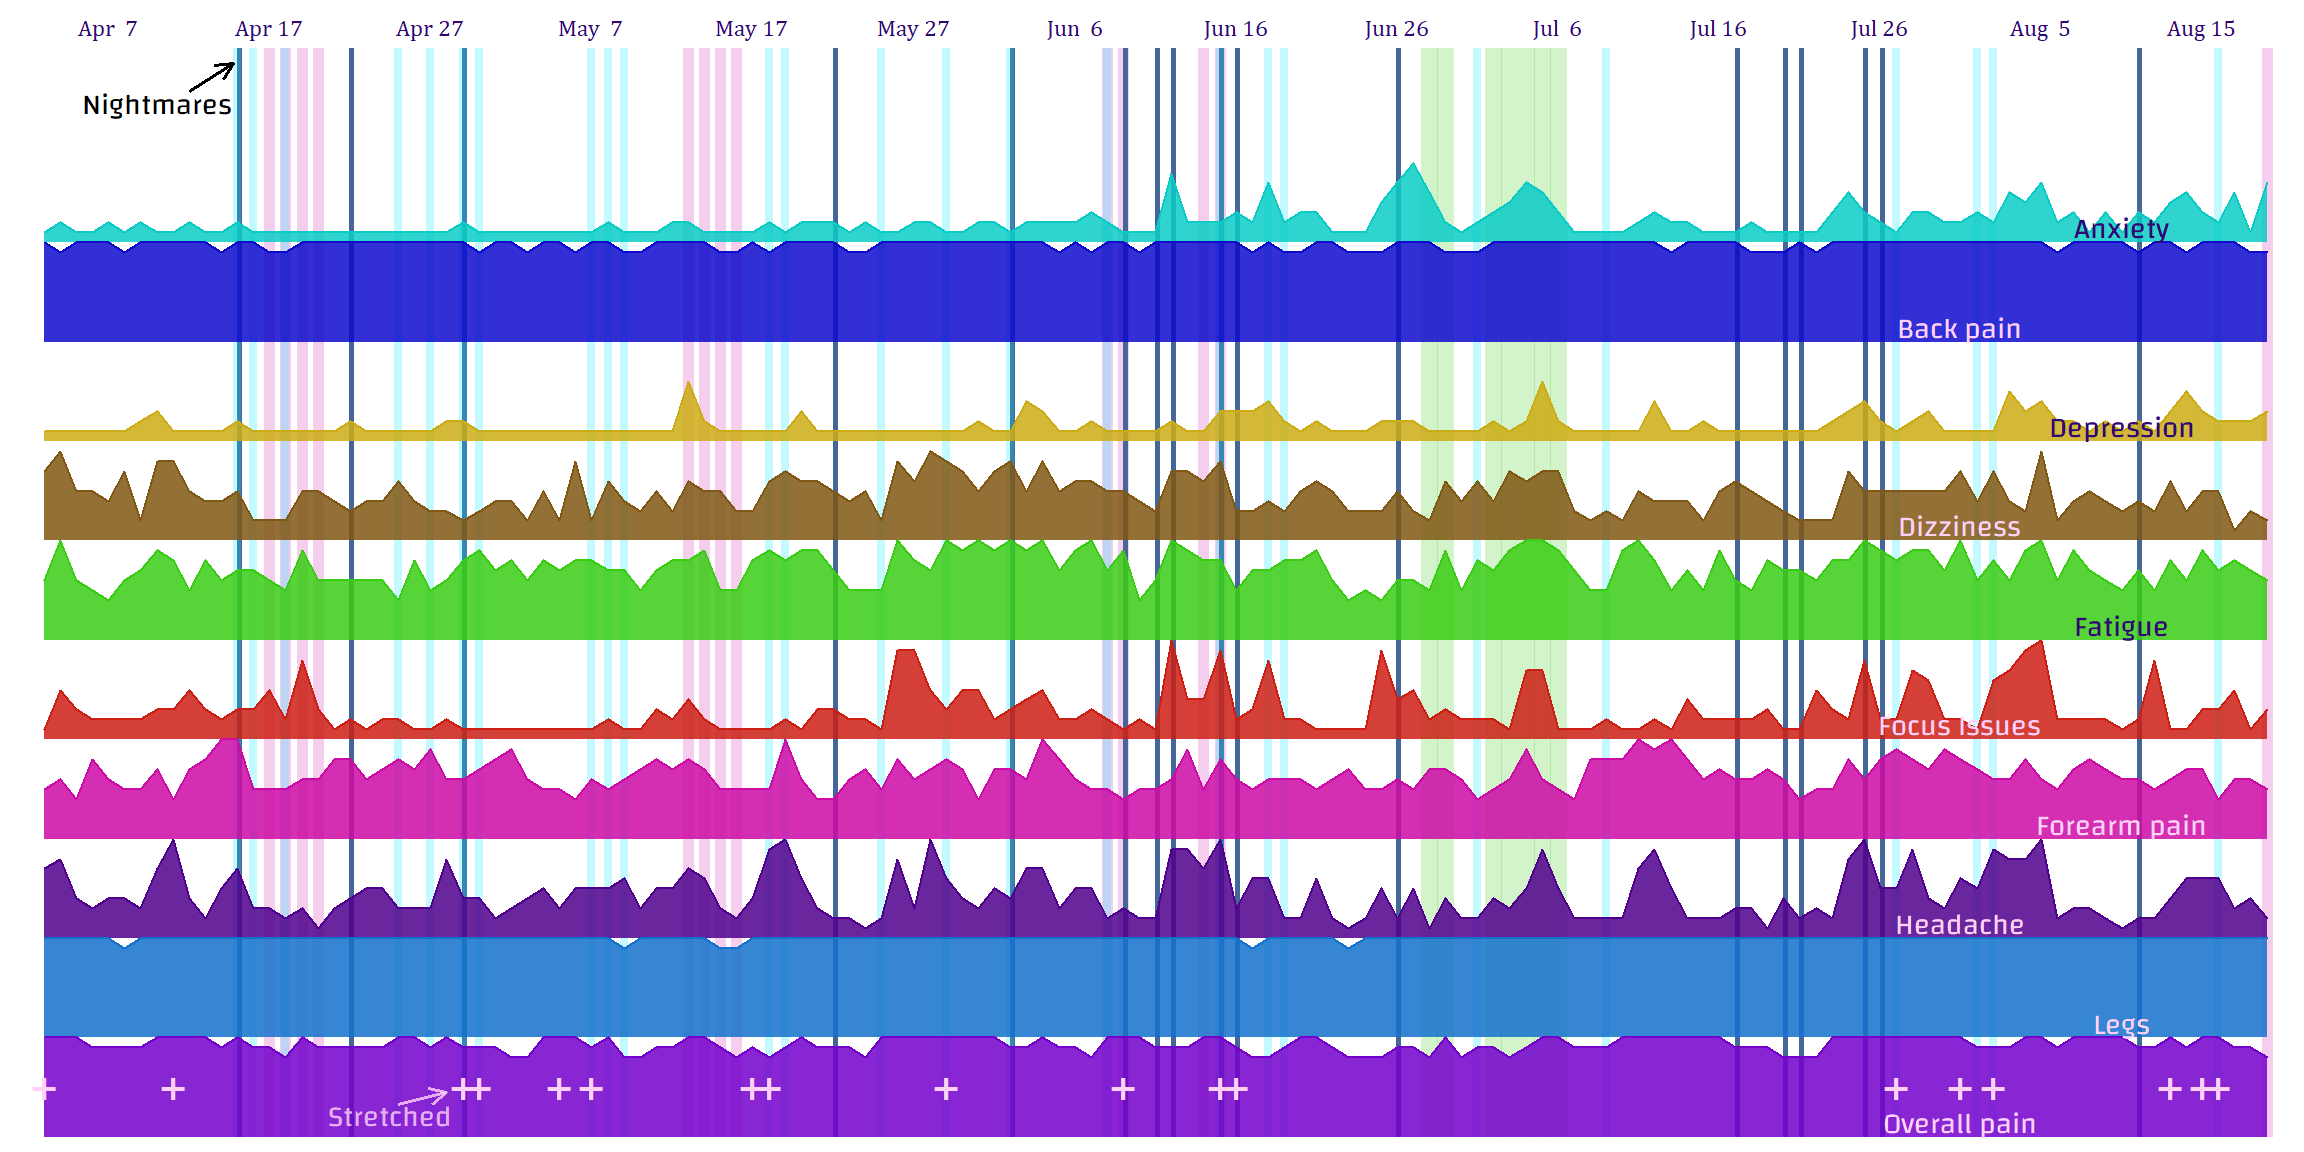 Apr 7 Apr 17 Apr 27 May 7 May 17 May 27 Jun 6 Jun 16 Jun 26 Jul 6 Jul 16 Jul 26 Aug 5 Aug 15
Nightmares
Anxiety
Back pain
Depression
Dizziness
Fatigue
Focus issues
Forearm pain
Headache
Legs
Stretched
Overall pain